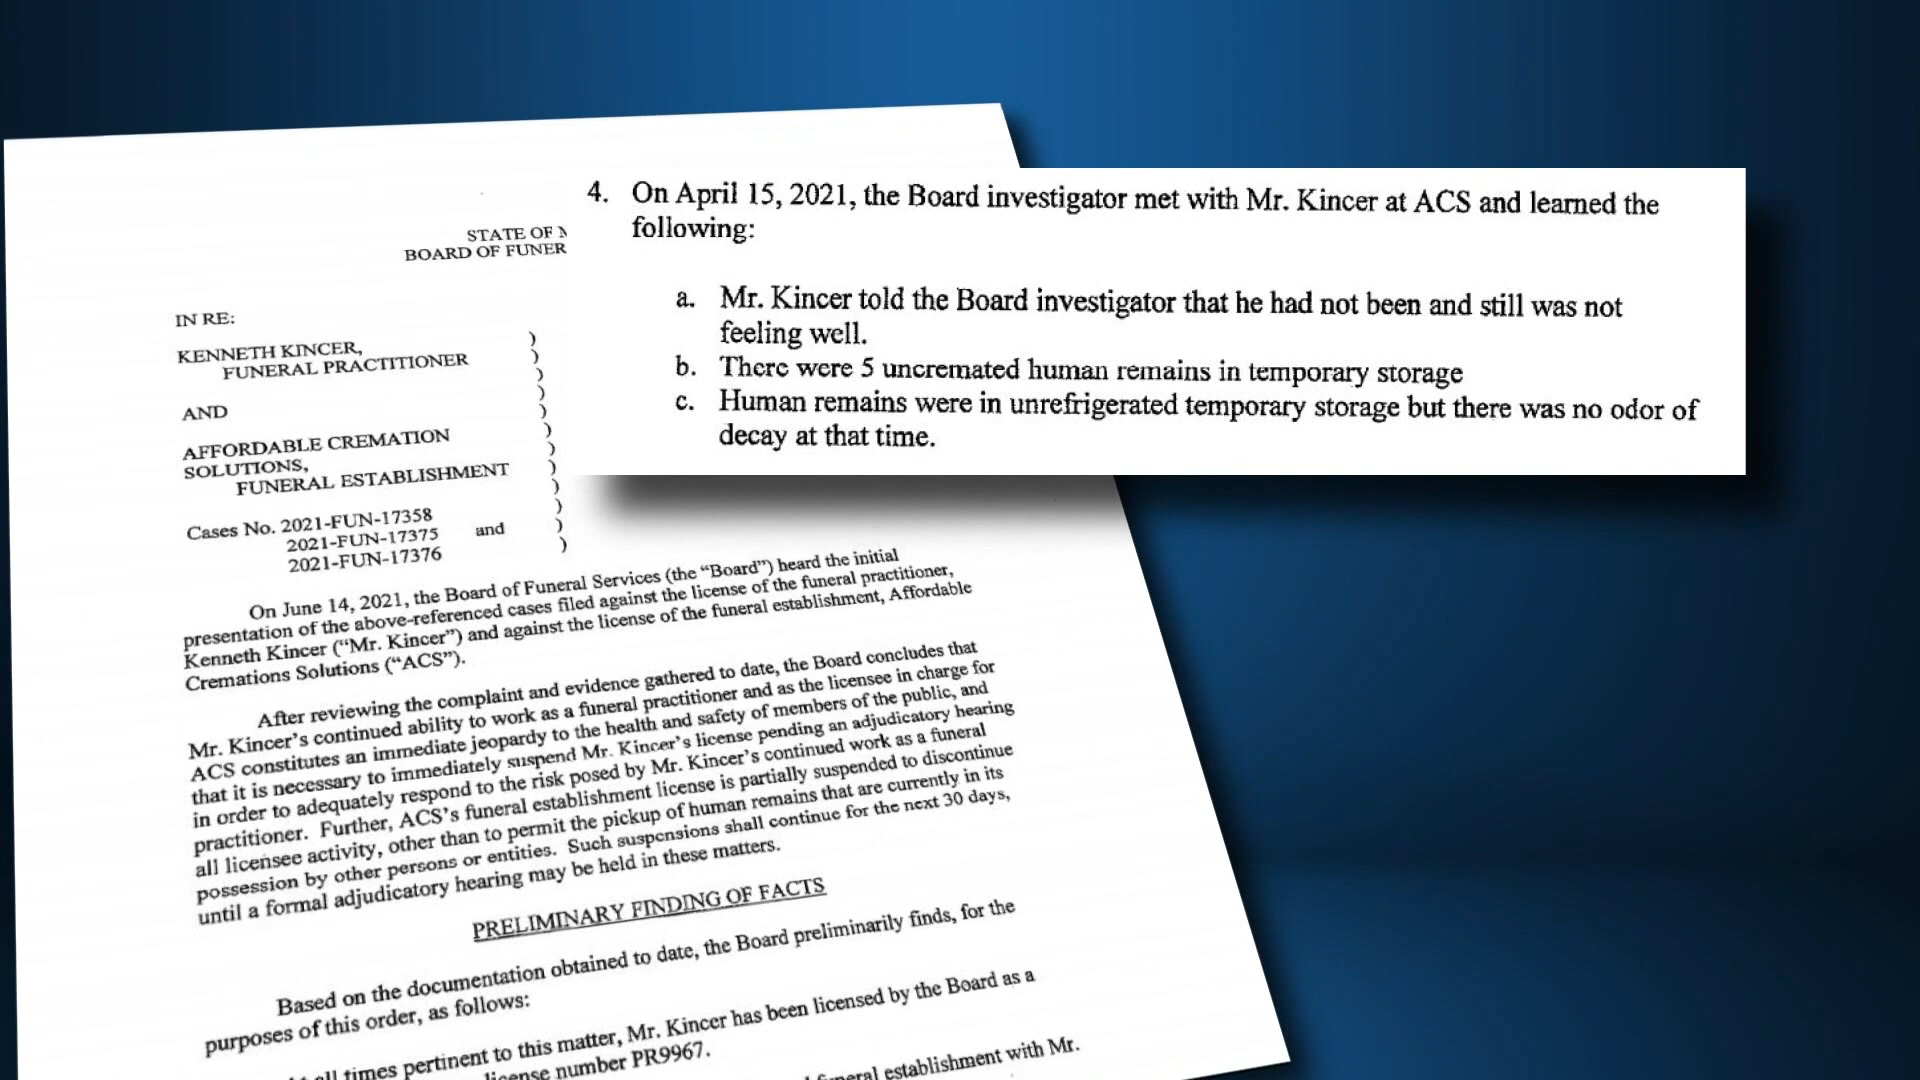 STATE OF
BOARD OF FUNER
IN RE:
KENNETH KINCER,
FUNERAL PRACTITIONER
AND
AFFORDABLE CREMATION
SOLUTIONS,
FUNERAL ESTABLISHMENT
Cases No. 2021-FUN-17358
2021-FUN-17375 and
2021-FUN-17376
)
)
)
)
)
)
)
)
)
)
)
)
4. On April 15, 2021, the Board investigator met with Mr. Kincer at ACS and learned the
following:
a. Mr. Kincer told the Board investigator that he had not been and still was not
feeling well.
b. There were 5 uncremated human remains in temporary storage
c. Human remains were in unrefrigerated temporary storage but there was no odor of
decay at that time.
On June 14, 2021, the Board of Funeral Services (the “Board”) heard the initial
presentation of the above-referenced cases filed against the license of the funeral practitioner,
Kenneth Kincer (“Mr. Kincer”) and against the license of the funeral establishment, Affordable
Cremations Solutions (“ACS”).
After reviewing the complaint and evidence gathered to date, the Board concludes that
Mr. Kincer’s continued ability to work as a funeral practitioner and as the licensee in charge for
ACS constitutes an immediate jeopardy to the health and safety of members of the public, and
that it is necessary to immediately suspend Mr. Kincer’s license pending an adjudicatory hearing
in order to adequately respond to the risk posed by Mr. Kincer’s continued work as a funeral
practitioner. Further, ACS’s funeral establishment license is partially suspended to discontinue
all licensee activity, other than to permit the pickup of human remains that are currently in its
possession by other persons or entities. Such suspensions shall continue for the next 30 days,
until a formal adjudicatory hearing may be held in these matters.
PRELIMINARY FINDING OF FACTS
Based on the documentation obtained to date, the Board preliminarily finds, for the
purposes of this order, as follows:
all times pertinent to this matter, Mr. Kincer has been licensed by the Board as a
license number PR9967.
funeral establishment with Mr.